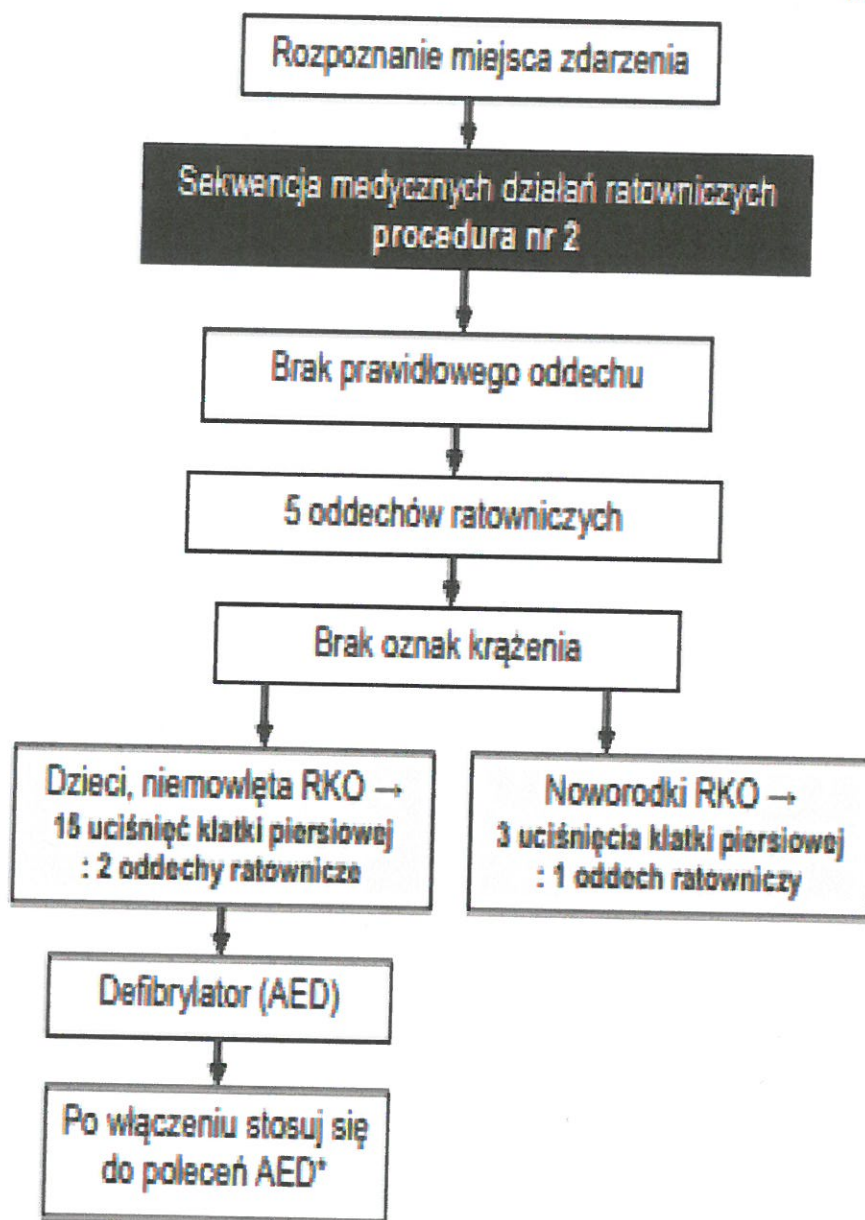 Rozpoznanie miejsca zdarzenia
Sekwencja medycznych działań ratowniczych
procedura nr 2
Brak prawidłowego oddechu
5 oddechów ratowniczych
Brak oznak krążenia
Dzieci, niemowlęta RKO →
15 uciśnięć klatki piersiowej
: 2 oddechy ratownicze
Noworodki RKO →
3 uciśnięcia klatki piersiowej
: 1 oddech ratowniczy
Defibrylator (AED)
Po włączeniu stosuj się
do poleceń AED*